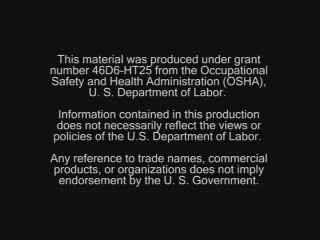 This material was produced under grant
number 46D6-HT25 from the Occupational
Safety and Health Administration (OSHA),
U. S. Department of Labor.
Information contained in this production
does not necessarily reflect the views or
policies of the U.S. Department of Labor.
Any reference to trade names, commercial
products, or organizations does not imply
endorsement by the U. S. Government.